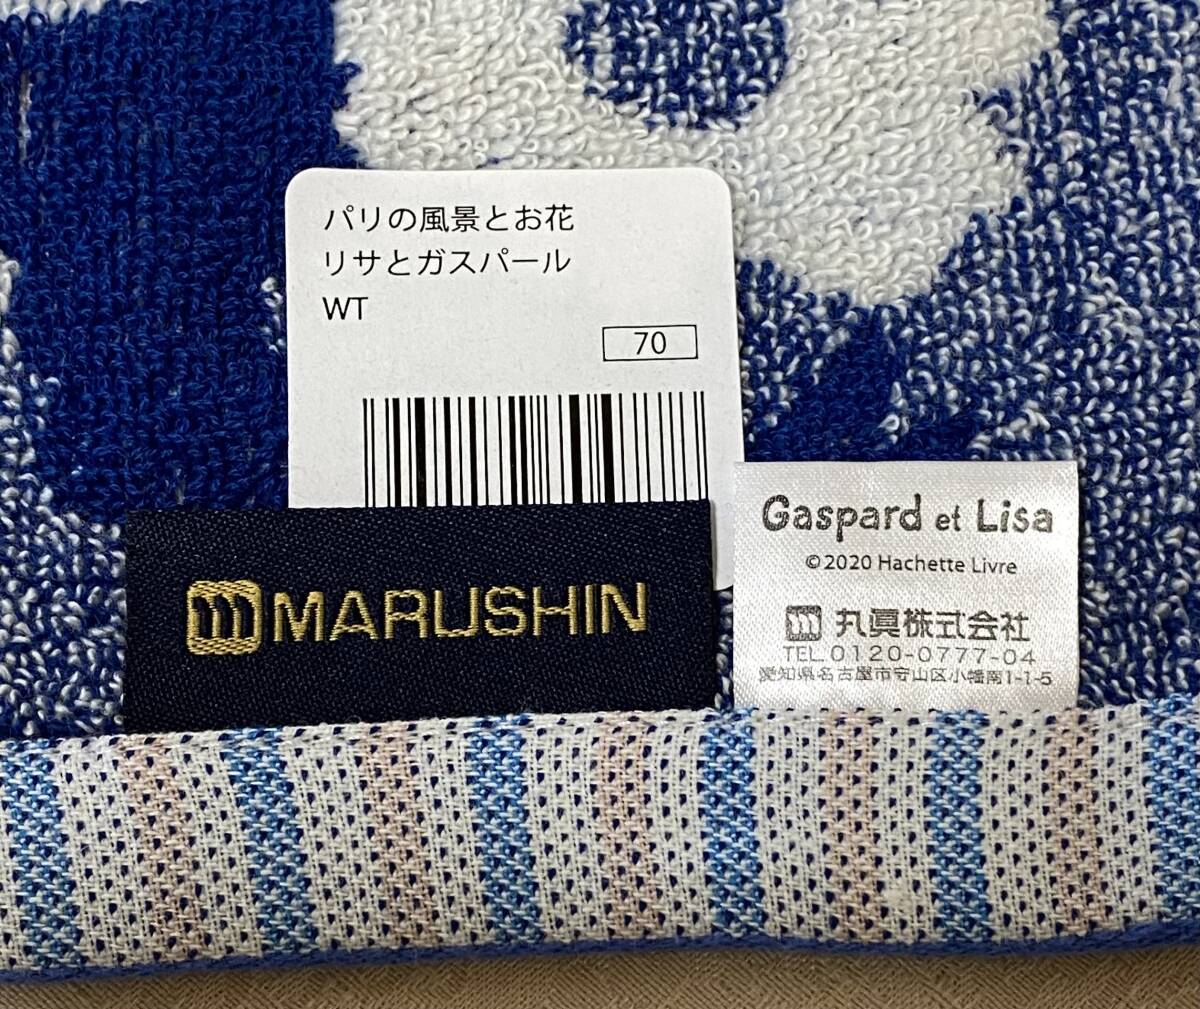 パリの風景とお花
リサとガスパール
WT
70
MARUSHIN
Gaspard et Lisa
©2020 Hachette Livre
丸眞株式会社
TEL.0120-0777-04
愛知県名古屋市守山区小幡南1-1-5